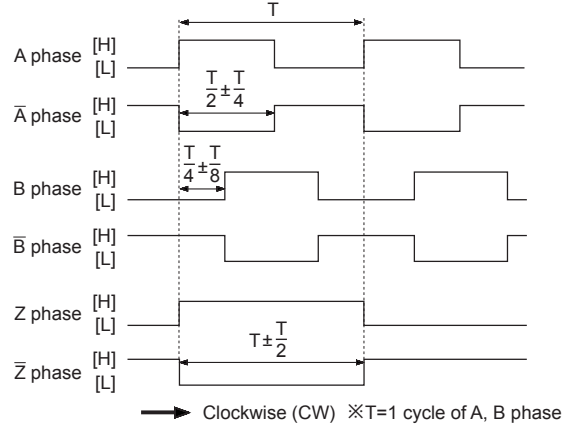 T
A phase [H]
[L]
A̅ phase [H]
[L]
T/2 ± T/4
T/4 ± T/8
B phase [H]
[L]
B̅ phase [H]
[L]
Z phase [H]
[L]
T ± T/2
Z̅ phase [H]
[L]
Clockwise (CW) ※T=1 cycle of A, B phase